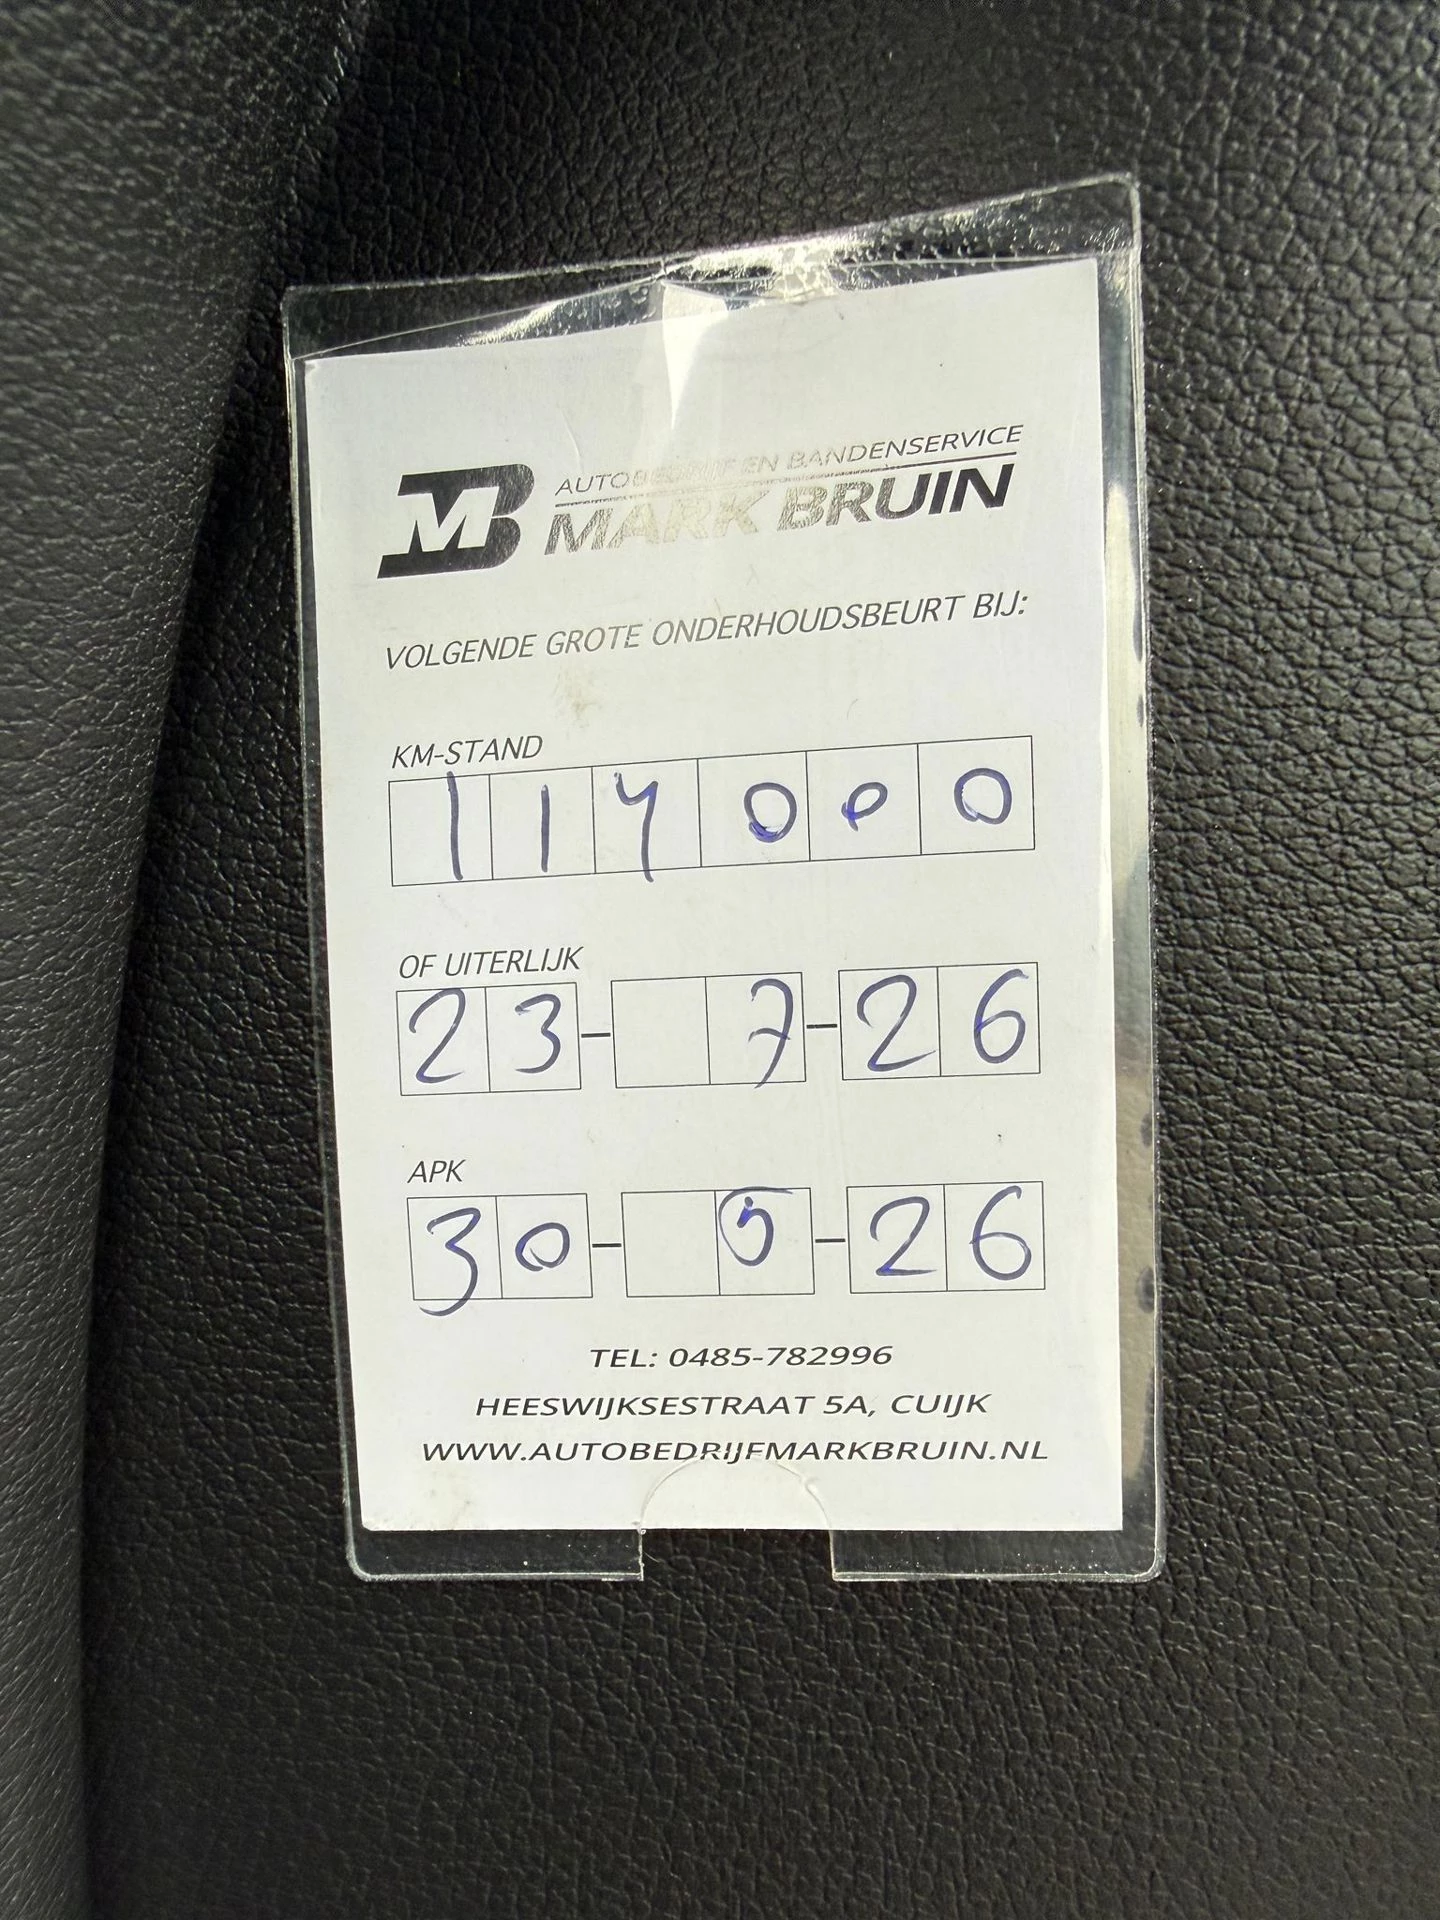 MB
AUTOBEDRIJF EN BANDENSERVICE
MARK BRUIN
VOLGENDE GROTE ONDERHOUDSBEURT BIJ:
KM-STAND
114000
OF UITERLIJK
23-7-26
APK
30-5-26
TEL: 0485-782996
HEESWIJKSESTRAAT 5A, CUIJK
WWW.AUTOBEDRIJFMARKBRUIN.NL